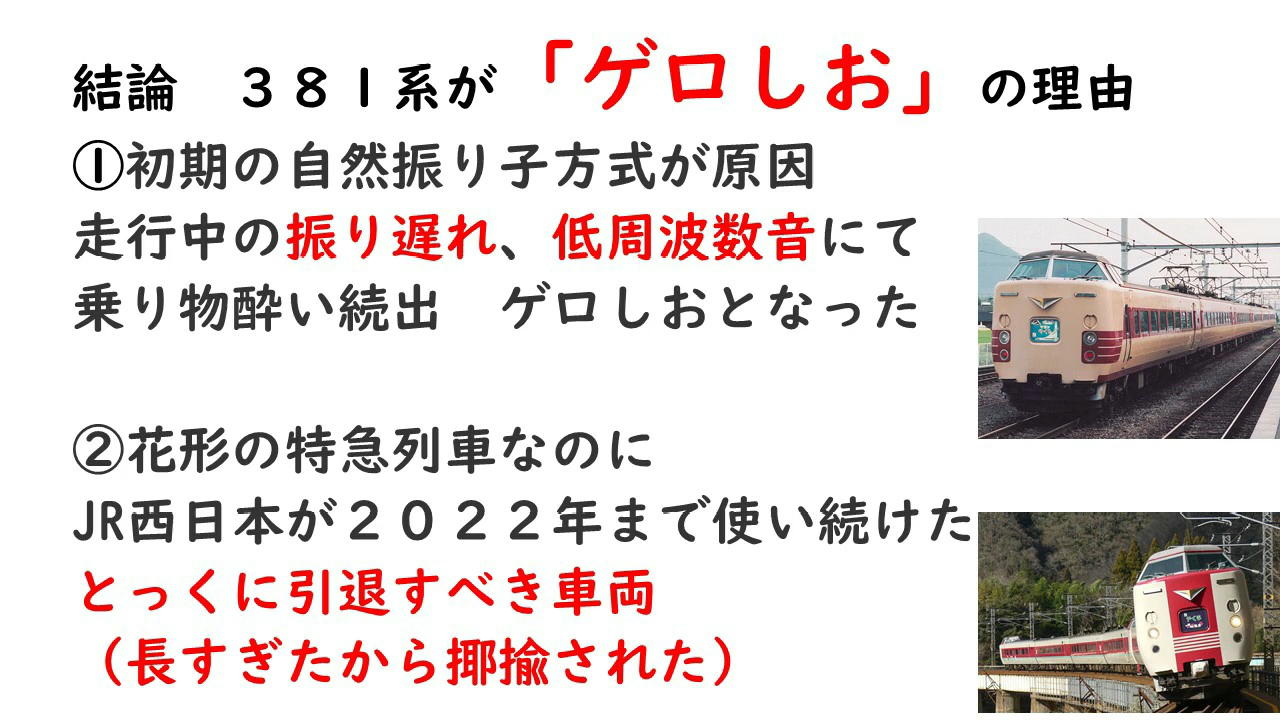 結論　３８１系が「ゲロしお」の理由
①初期の自然振り子方式が原因
走行中の振り遅れ、低周波数音にて
乗り物酔い続出　ゲロしおとなった
②花形の特急列車なのに
JR西日本が２０２２年まで使い続けた
とっくに引退すべき車両
（長すぎたから揶揄された）